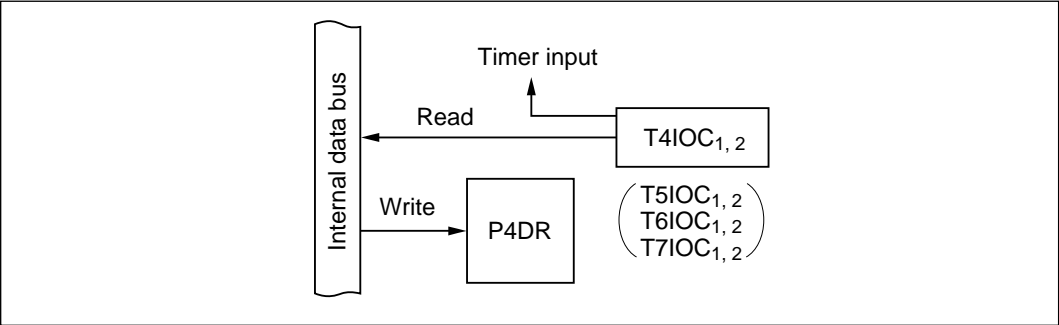 Internal data bus
Timer input
Read
T4IOC1, 2
Write
P4DR
T5IOC1, 2
T6IOC1, 2
T7IOC1, 2